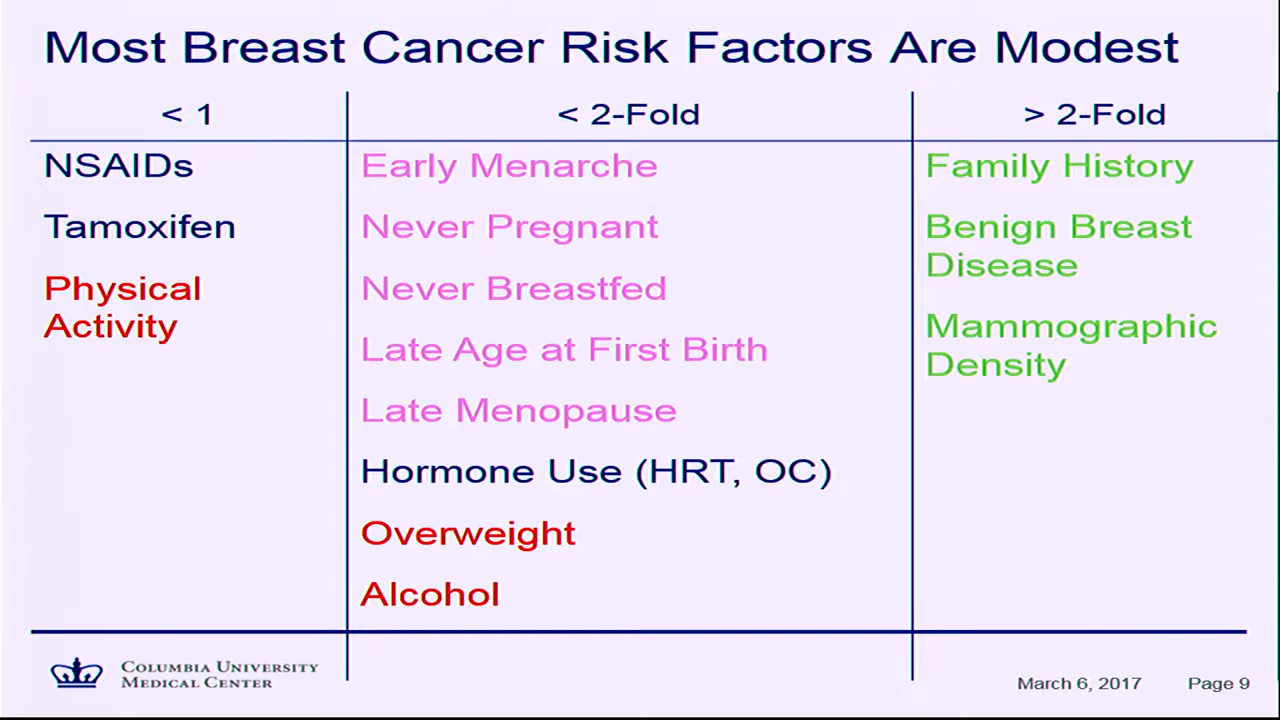 Most Breast Cancer Risk Factors Are Modest
< 1
< 2-Fold
> 2-Fold
NSAIDs
Tamoxifen
Physical
Activity
Early Menarche
Never Pregnant
Never Breastfed
Late Age at First Birth
Late Menopause
Hormone Use (HRT, OC)
Overweight
Alcohol
Family History
Benign Breast
Disease
Mammographic
Density
COLUMBIA UNIVERSITY
MEDICAL CENTER
March 6, 2017 Page 9